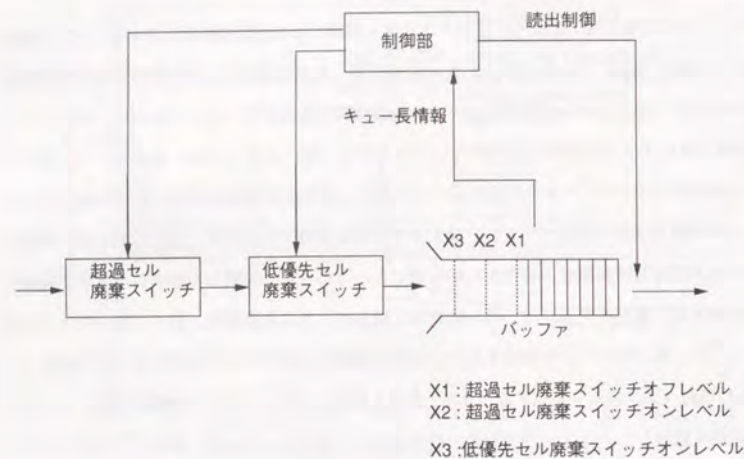 読出制御
制御部
キュー長情報
X3 X2 X1
超過セル
廃棄スイッチ
低優先セル
廃棄スイッチ
バッファ
X1 : 超過セル廃棄スイッチオフレベル
X2 : 超過セル廃棄スイッチオンレベル
X3 :低優先セル廃棄スイッチオンレベル